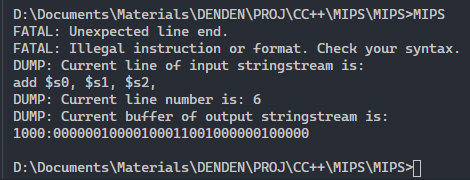 D:\Documents\Materials\DENDEN\PROJ\CC++\MIPS\MIPS>MIPS
FATAL: Unexpected line end.
FATAL: Illegal instruction or format. Check your syntax.
DUMP: Current line of input stringstream is:
add $s0, $s1, $s2,
DUMP: Current line number is: 6
DUMP: Current buffer of output stringstream is:
1000:00000010000100011001000000100000
D:\Documents\Materials\DENDEN\PROJ\CC++\MIPS\MIPS>